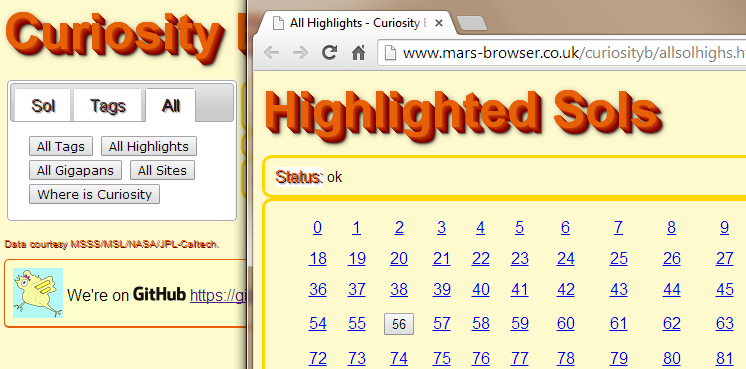 Curiosity
Sol Tags All
All Tags All Highlights
All Gigapans All Sites
Where is Curiosity
Data courtesy MSSS/MSL/NASA/JPL-Caltech.
We're on GitHub https://gi
All Highlights - Curiosity
www.mars-browser.co.uk/curiosityb/allsolhighs.h
Highlighted Sols
Status: ok
0 1 2 3 4 5 6 7 8 9
18 19 20 21 22 23 24 25 26 27
36 37 38 39 40 41 42 43 44 45
54 55 56 57 58 59 60 61 62 63
72 73 74 75 76 77 78 79 80 81